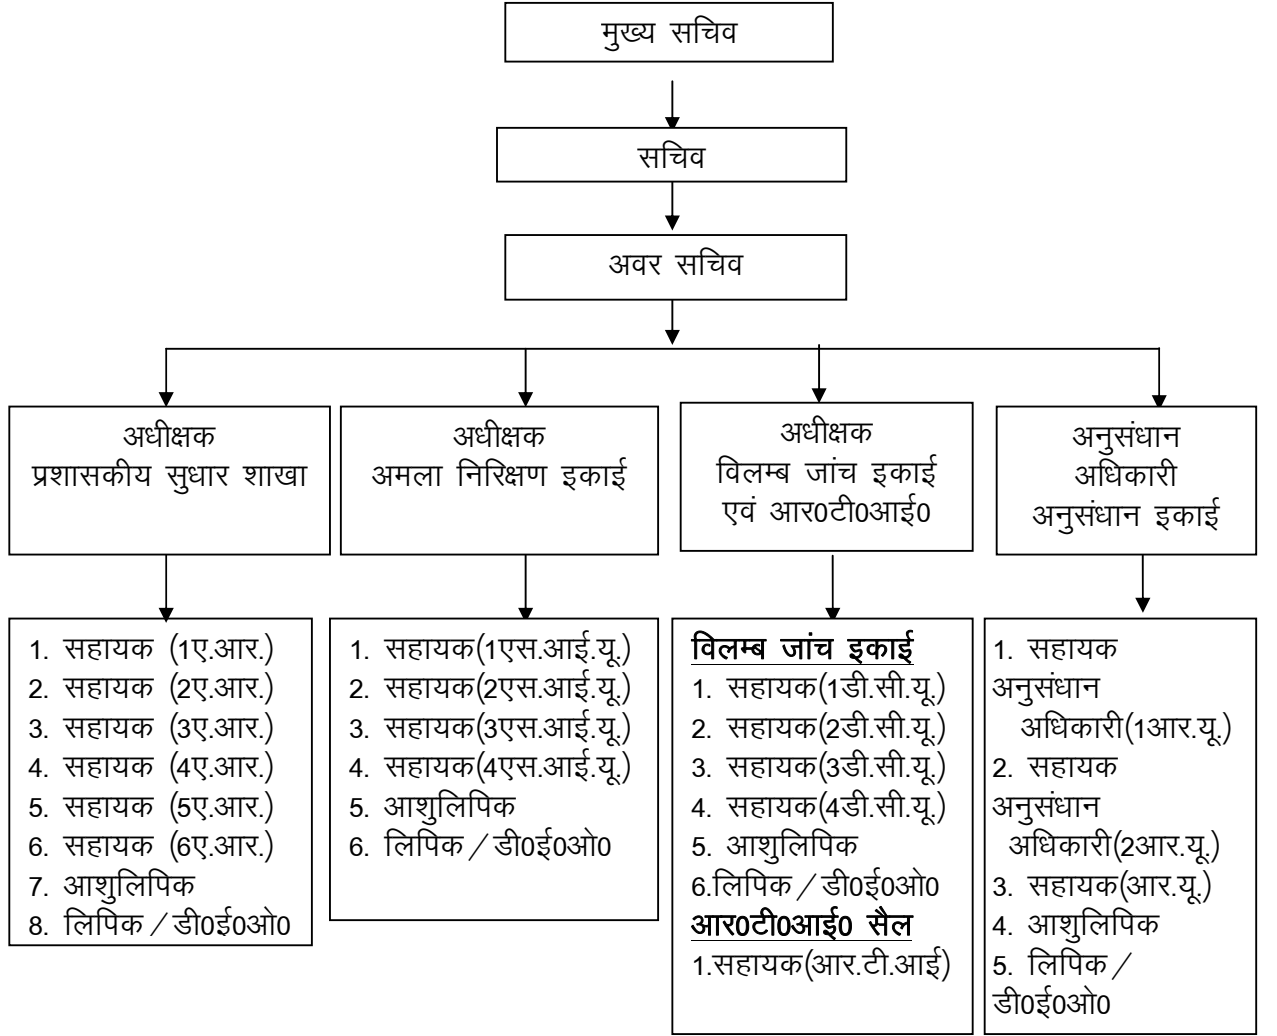 मुख्य सचिव
सचिव
अवर सचिव
अधीक्षक
प्रशासकीय सुधार शाखा
अधीक्षक
अमला निरिक्षण इकाई
अधीक्षक
विलम्ब जांच इकाई
एवं आर0टी0आई0
अनुसंधान
अधिकारी
अनुसंधान इकाई
1. सहायक (1ए.आर.)
2. सहायक (2ए.आर.)
3. सहायक (3ए.आर.)
4. सहायक (4ए.आर.)
5. सहायक (5ए.आर.)
6. सहायक (6ए.आर.)
7. आशुलिपिक
8. लिपिक / डी0ई0ओ0
1. सहायक(1एस.आई.यू.)
2. सहायक(2एस.आई.यू.)
3. सहायक(3एस.आई.यू.)
4. सहायक(4एस.आई.यू.)
5. आशुलिपिक
6. लिपिक / डी0ई0ओ0
विलम्ब जांच इकाई
1. सहायक(1डी.सी.यू.)
2. सहायक(2डी.सी.यू.)
3. सहायक(3डी.सी.यू.)
4. सहायक(4डी.सी.यू.)
5. आशुलिपिक
6.लिपिक / डी0ई0ओ0
आर0टी0आई0 सैल
1.सहायक(आर.टी.आई)
1. सहायक
अनुसंधान
अधिकारी(1आर.यू.)
2. सहायक
अनुसंधान
अधिकारी(2आर.यू.)
3. सहायक(आर.यू.)
4. आशुलिपिक
5. लिपिक /
डी0ई0ओ0